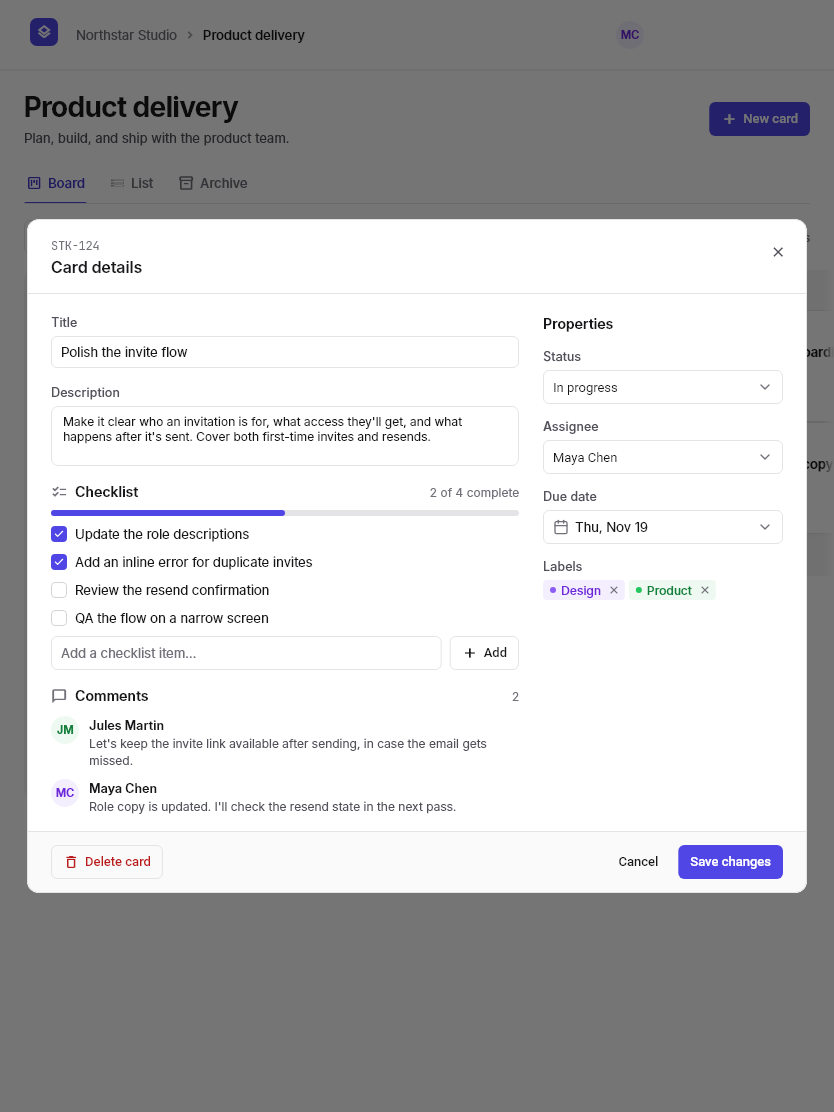 Northstar Studio > Product delivery
MC
Product delivery
Plan, build, and ship with the product team.
+ New card
Board
List
Archive
STK-124
Card details
Title
Polish the invite flow
Description
Make it clear who an invitation is for, what access they'll get, and what
happens after it's sent. Cover both first-time invites and resends.
Checklist
2 of 4 complete
Update the role descriptions
Add an inline error for duplicate invites
Review the resend confirmation
QA the flow on a narrow screen
Add a checklist item...
+ Add
Comments
2
JM
Jules Martin
Let's keep the invite link available after sending, in case the email gets
missed.
MC
Maya Chen
Role copy is updated. I'll check the resend state in the next pass.
Properties
Status
In progress
Assignee
Maya Chen
Due date
Thu, Nov 19
Labels
Design
Product
Delete card
Cancel
Save changes